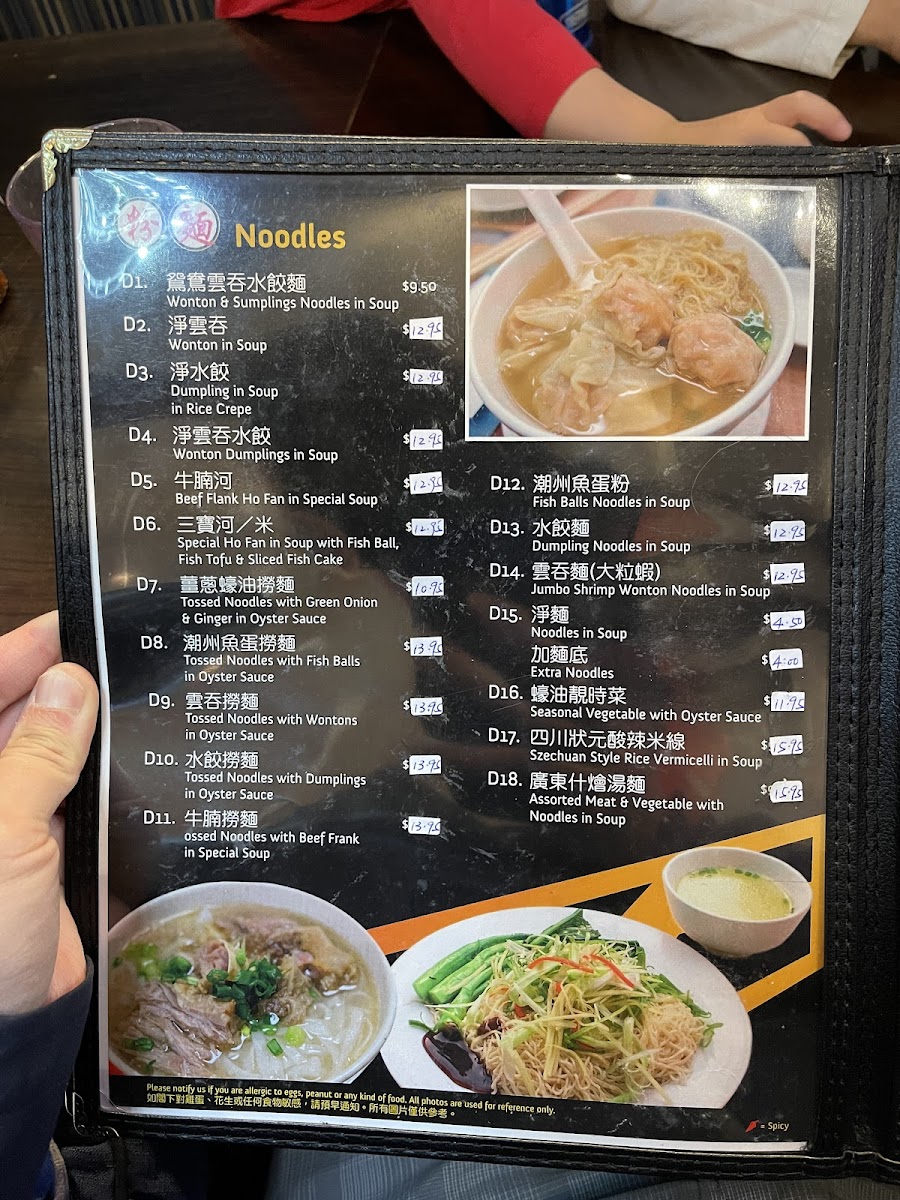 粉 麵 Noodles
D1. 鴛鴦雲吞水餃麵 $9.50
Wonton & Sumplings Noodles in Soup
D2. 淨雲吞 $12.95
Wonton in Soup
D3. 淨水餃 $12.95
Dumpling in Soup
in Rice Crepe
D4. 淨雲吞水餃 $12.95
Wonton Dumplings in Soup
D5. 牛腩河 $12.95
Beef Flank Ho Fan in Special Soup
D6. 三寶河／米 $12.95
Special Ho Fan in Soup with Fish Ball,
Fish Tofu & Sliced Fish Cake
D7. 薑蔥蠔油撈麵 $10.95
Tossed Noodles with Green Onion
& Ginger in Oyster Sauce
D8. 潮州魚蛋撈麵 $13.95
Tossed Noodles with Fish Balls
in Oyster Sauce
D9. 雲吞撈麵 $13.95
Tossed Noodles with Wontons
in Oyster Sauce
D10. 水餃撈麵 $13.95
Tossed Noodles with Dumplings
in Oyster Sauce
D11. 牛腩撈麵 $13.95
ossed Noodles with Beef Frank
in Special Soup
D12. 潮州魚蛋粉 $12.95
Fish Balls Noodles in Soup
D13. 水餃麵 $12.95
Dumpling Noodles in Soup
D14. 雲吞麵(大粒蝦) $12.95
Jumbo Shrimp Wonton Noodles in Soup
D15. 淨麵 $4.50
Noodles in Soup
加麵底 $4.00
Extra Noodles
D16. 蠔油靚時菜 $11.95
Seasonal Vegetable with Oyster Sauce
D17. 四川狀元酸辣米線 $15.95
Szechuan Style Rice Vermicelli in Soup
D18. 廣東什燴湯麵 $15.95
Assorted Meat & Vegetable with
Noodles in Soup
Please notify us if you are allergic to eggs, peanut or any kind of food. All photos are used for reference only.
如閣下對雞蛋、花生或任何食物敏感，請預早通知。所有圖片僅供參考。
= Spicy